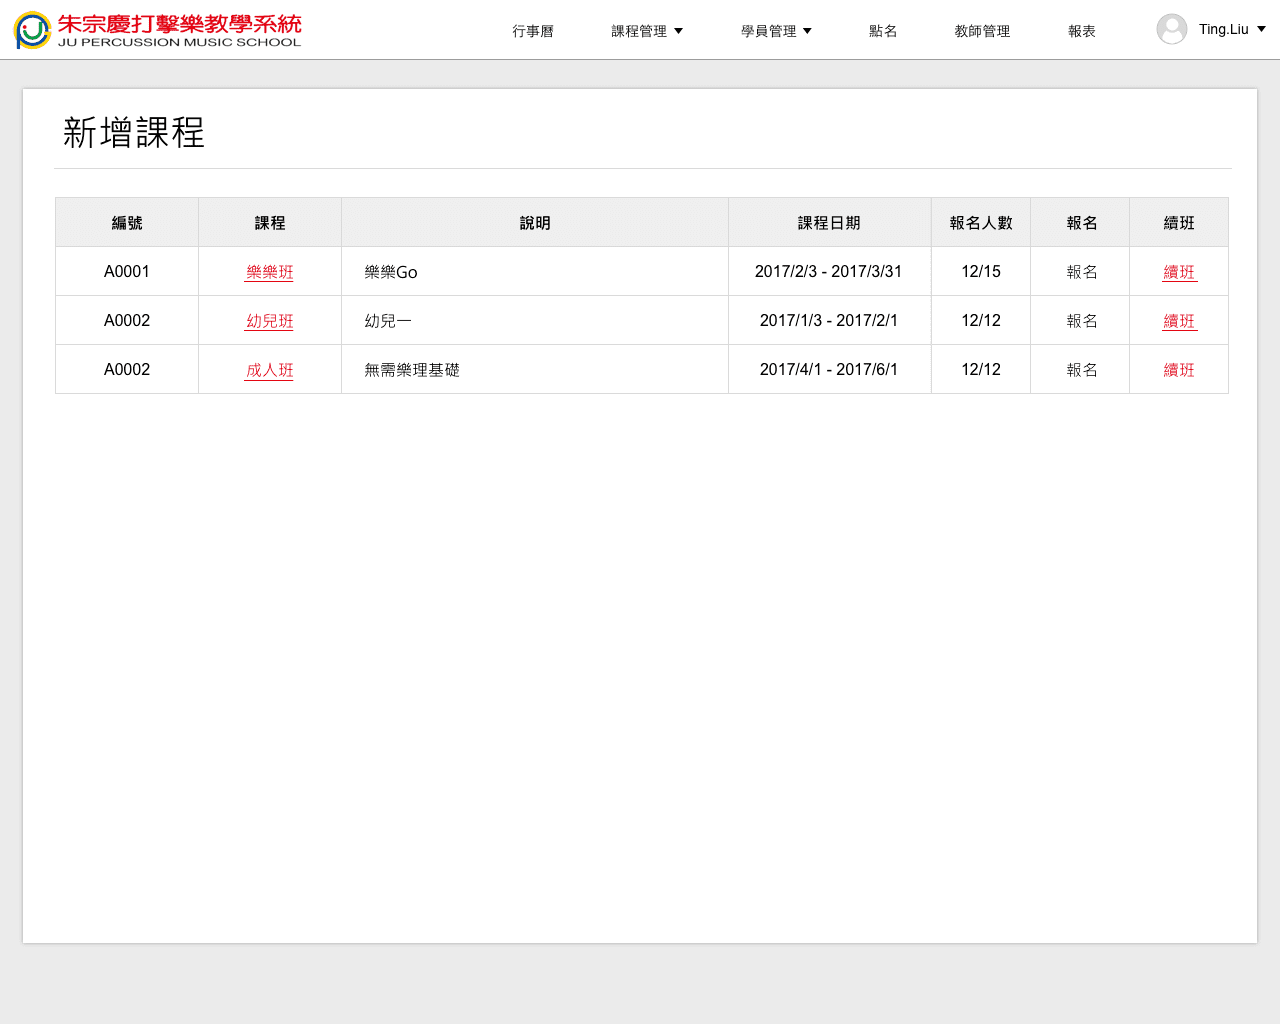 朱宗慶打擊樂教學系統
JU PERCUSSION MUSIC SCHOOL
行事曆 課程管理 學員管理 點名 教師管理 報表 Ting.Liu
新增課程
編號 課程 說明 課程日期 報名人數 報名 續班
A0001 樂樂班 樂樂Go 2017/2/3 - 2017/3/31 12/15 報名 續班
A0002 幼兒班 幼兒一 2017/1/3 - 2017/2/1 12/12 報名 續班
A0002 成人班 無需樂理基礎 2017/4/1 - 2017/6/1 12/12 報名 續班